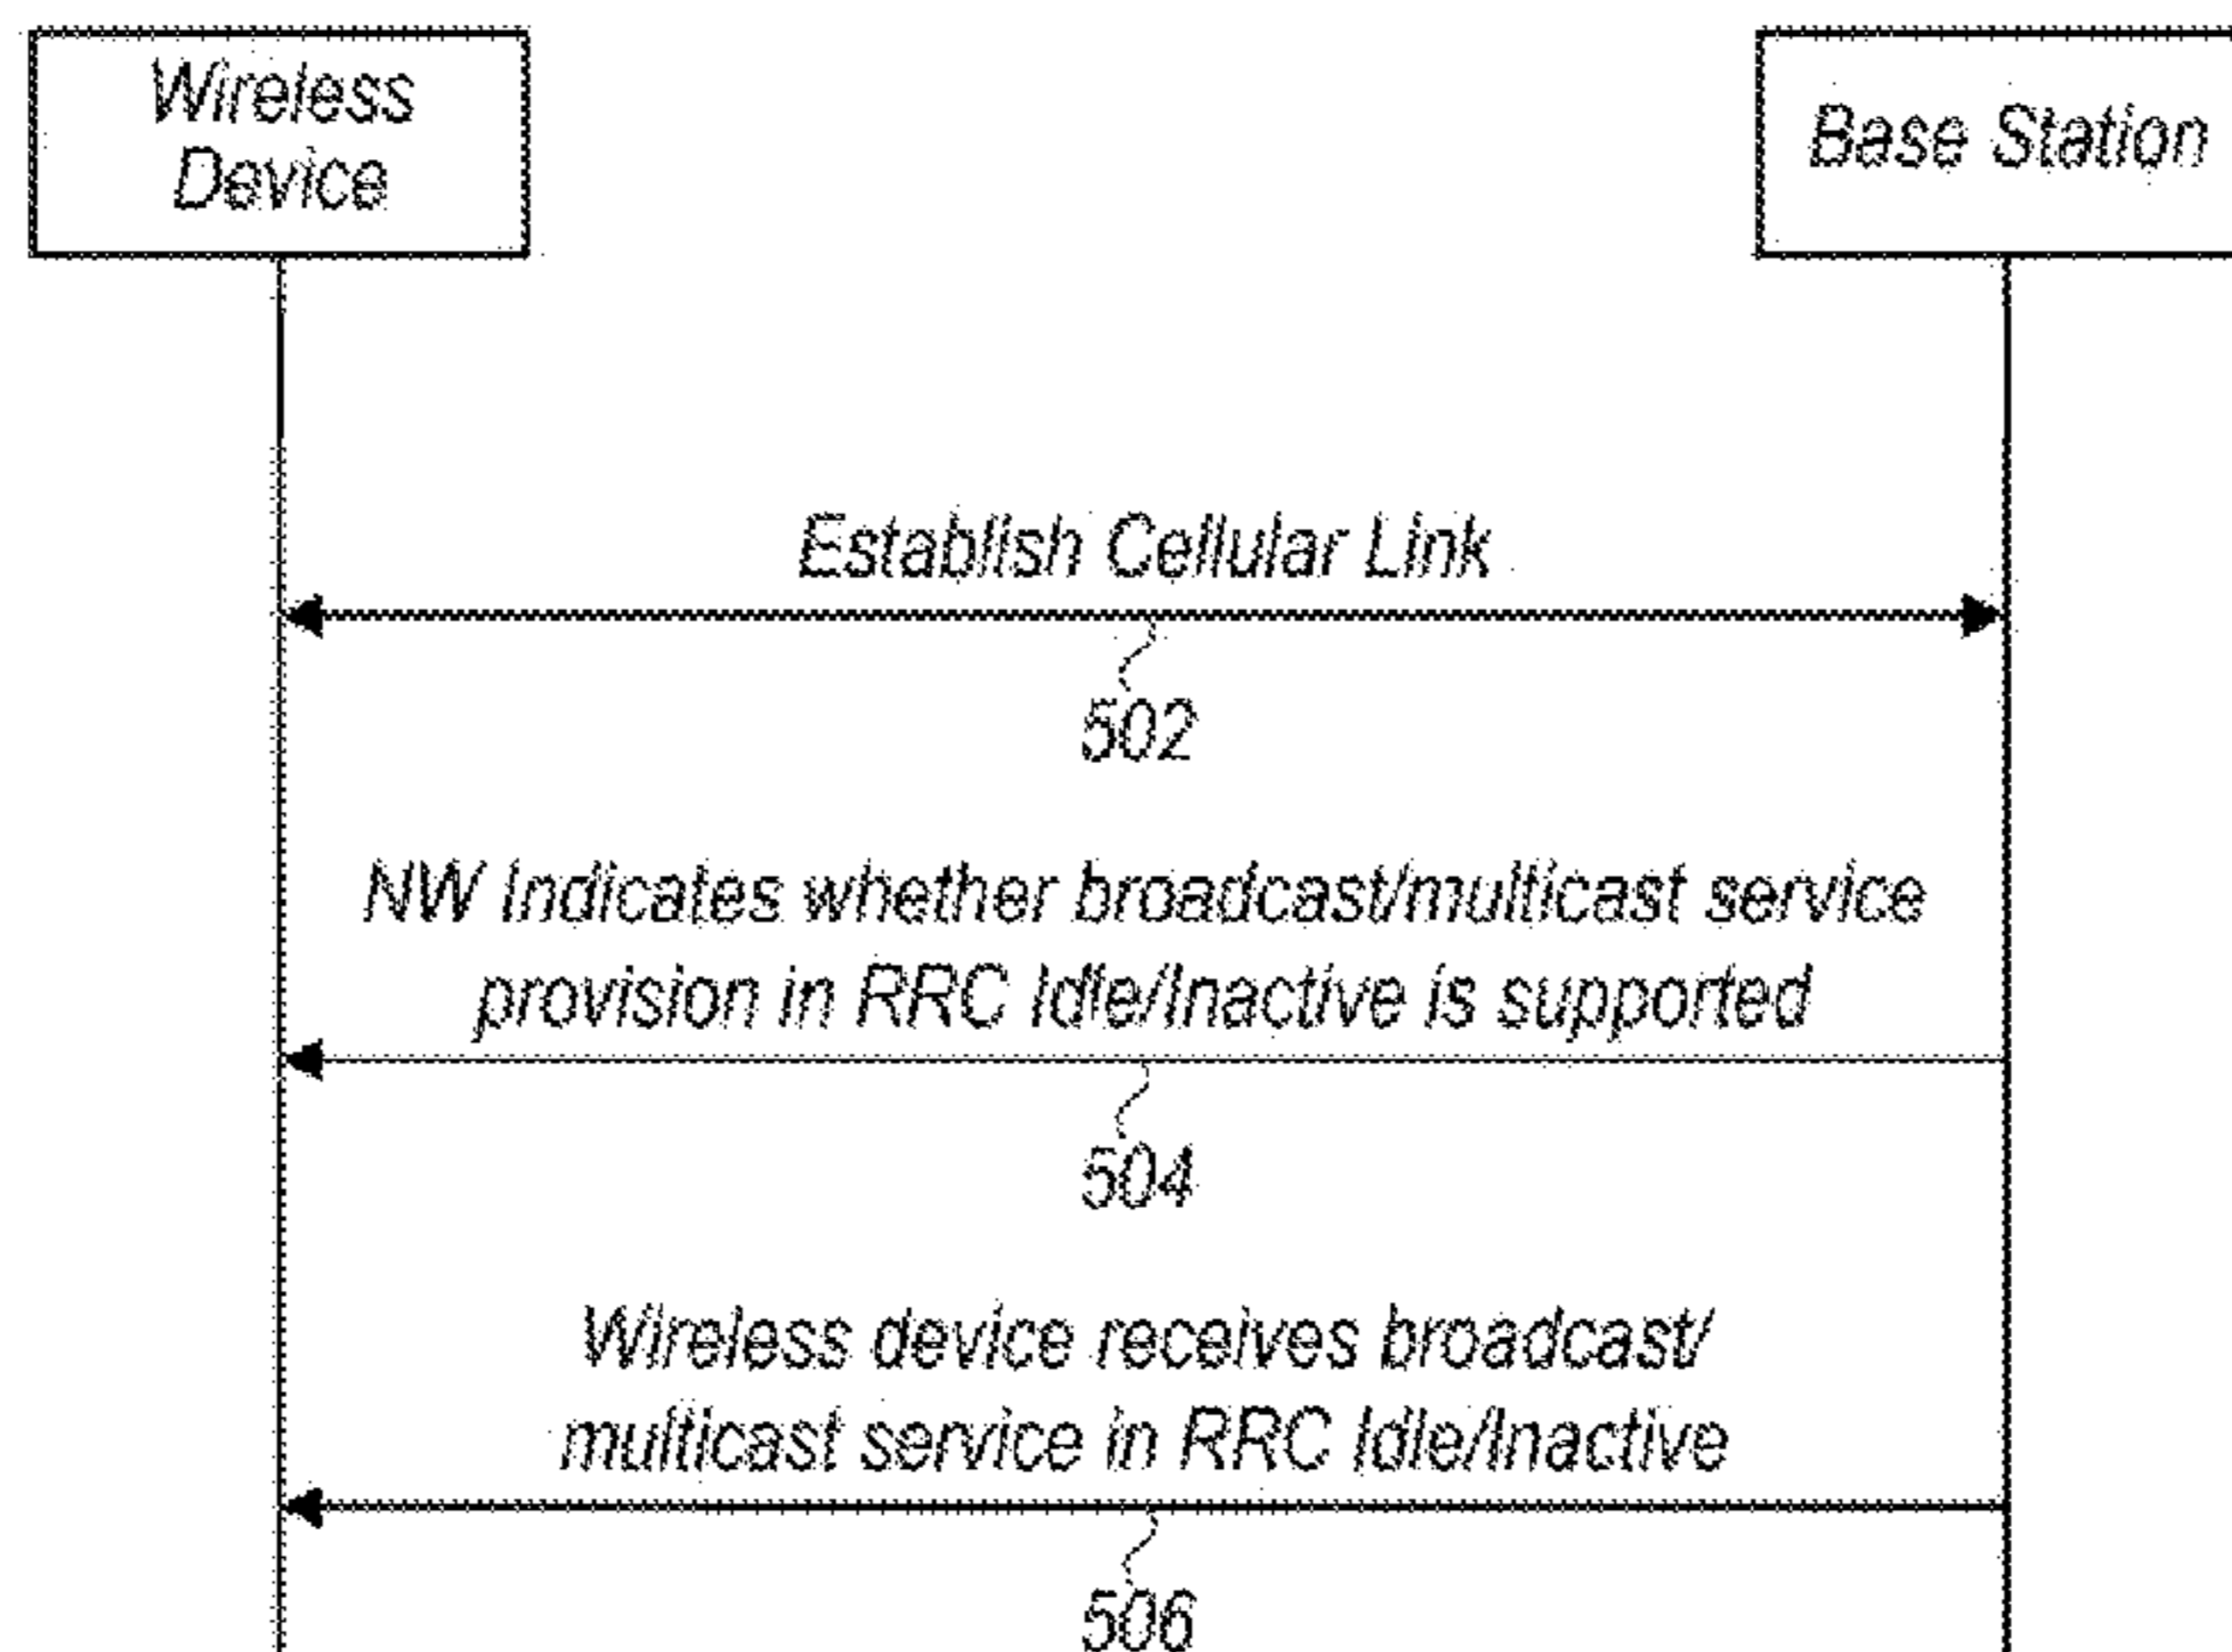 Wireless
Device
Base Station
Establish Cellular Link
502
NW Indicates whether broadcast/multicast service
provision in RRC Idle/Inactive is supported
504
Wireless device receives broadcast/
multicast service in RRC Idle/Inactive
506